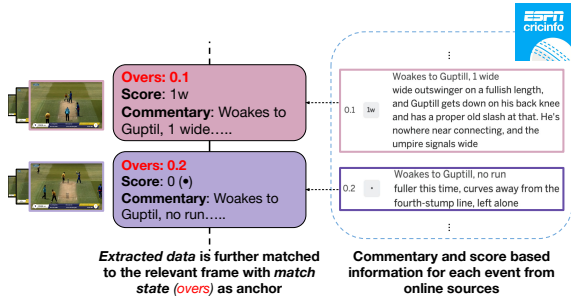 ESPN
cricinfo
Overs: 0.1
Score: 1w
Commentary: Woakes to
Guptil, 1 wide.....
Overs: 0.2
Score: 0 (•)
Commentary: Woakes to
Guptil, no run.....
Extracted data is further matched
to the relevant frame with match
state (overs) as anchor
⋮
0.1
1w
Woakes to Guptill, 1 wide
wide outswinger on a fullish length,
and Guptill gets down on his back knee
and has a proper old slash at that. He's
nowhere near connecting, and the
umpire signals wide
0.2
•
Woakes to Guptill, no run
fuller this time, curves away from the
fourth-stump line, left alone
⋮
Commentary and score based
information for each event from
online sources